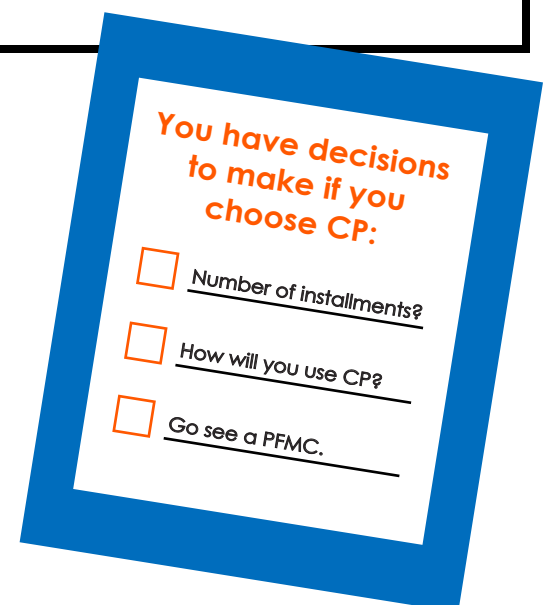 You have decisions
to make if you
choose CP:
Number of installments?
How will you use CP?
Go see a PFMC.